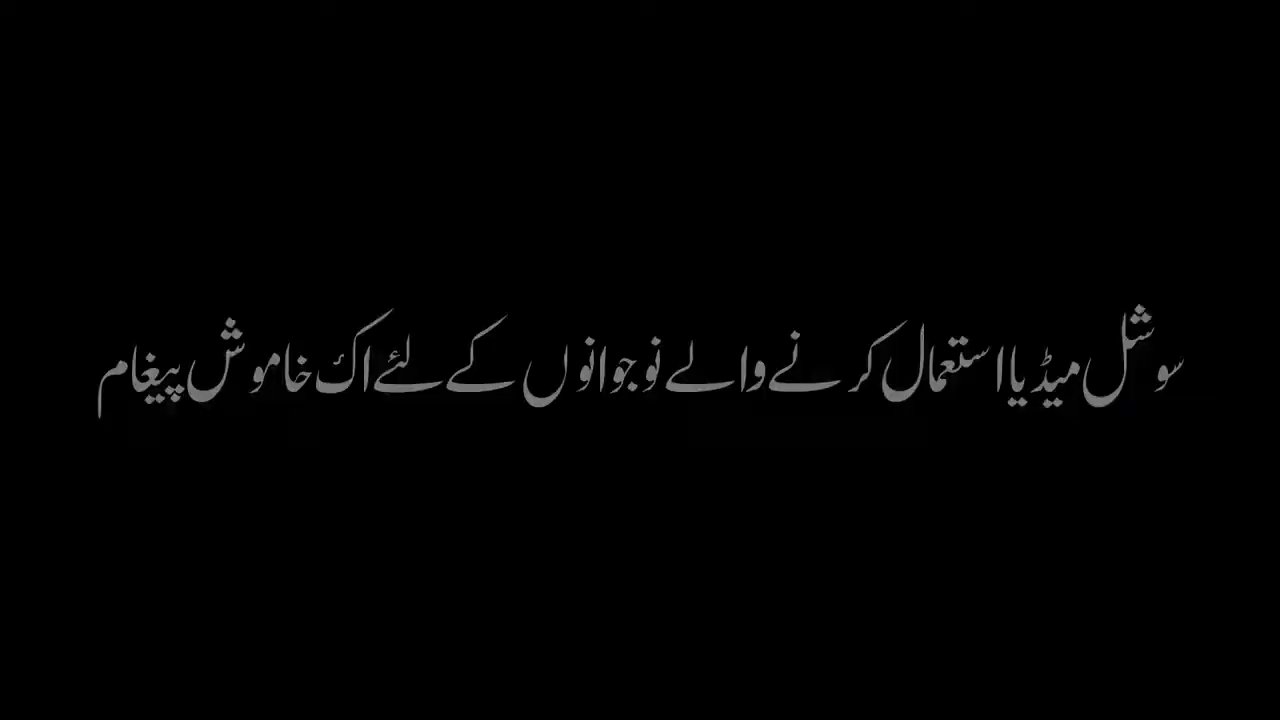 سوشل میڈیا استعمال کرنے والے نوجوانوں کے لئے اک خاموش پیغام